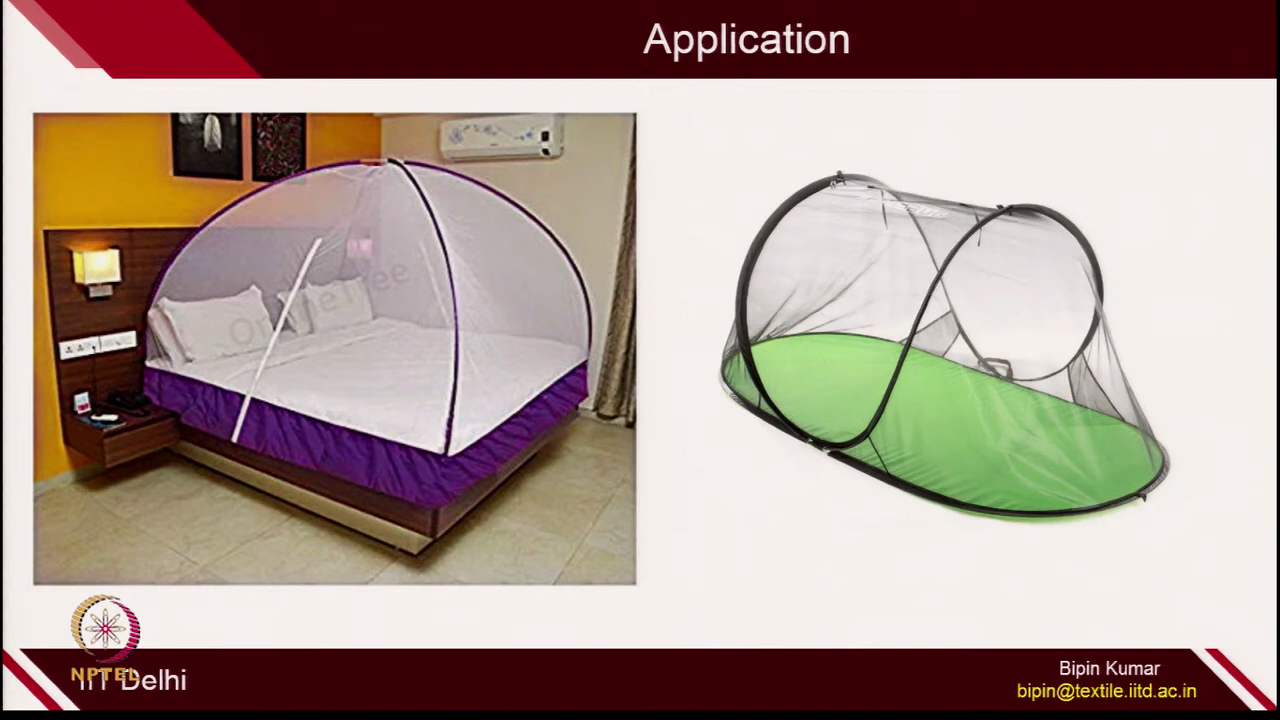 Application
NPTEL
IIT Delhi
Bipin Kumar
bipin@textile.iitd.ac.in